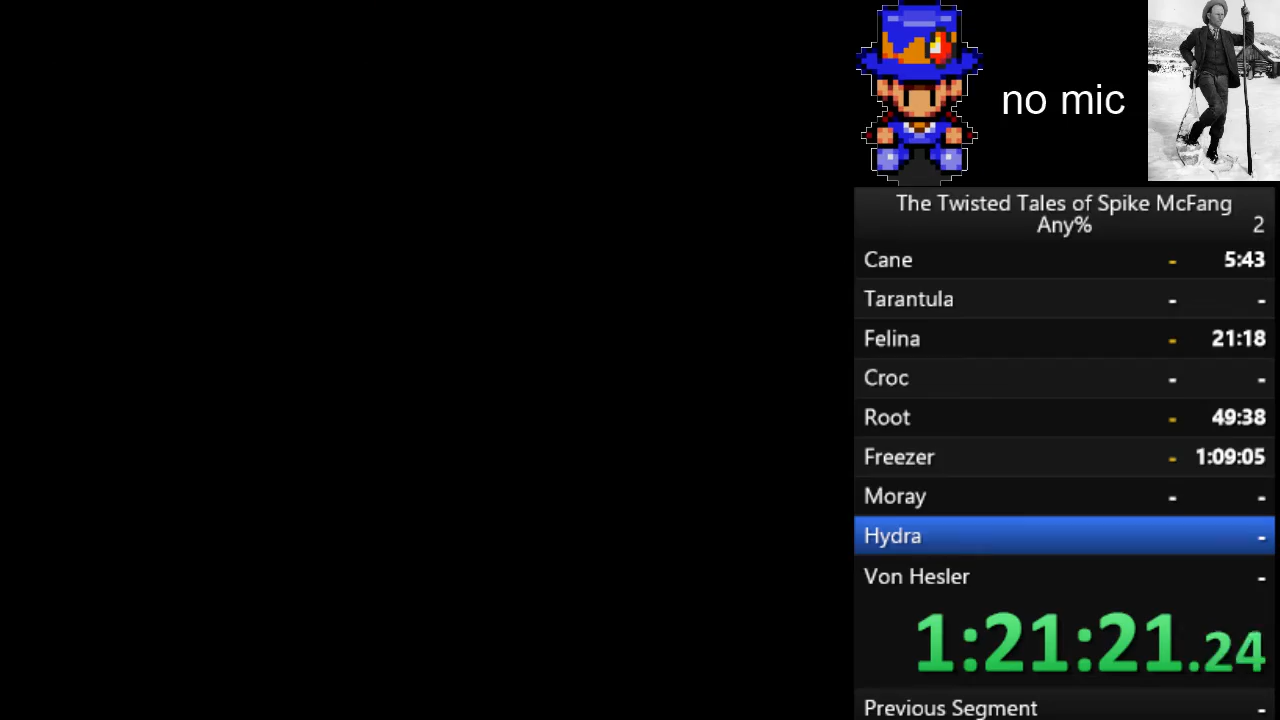 no mic
The Twisted Tales of Spike McFang
Any% 2
Cane - 5:43
Tarantula - -
Felina - 21:18
Croc - -
Root - 49:38
Freezer - 1:09:05
Moray - -
Hydra -
Von Hesler -
1:21:21.24
Previous Segment -